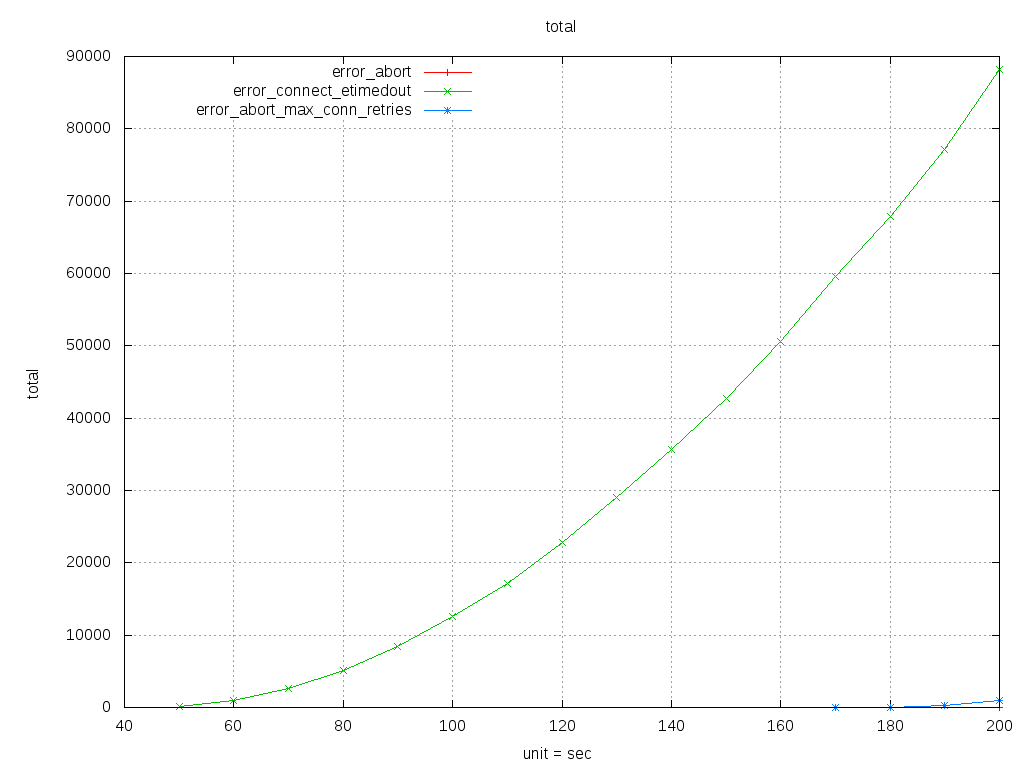 total
90000
80000
70000
60000
50000
40000
30000
20000
10000
0
total
error_abort
error_connect_etimedout
error_abort_max_conn_retries
40 60 80 100 120 140 160 180 200
unit = sec